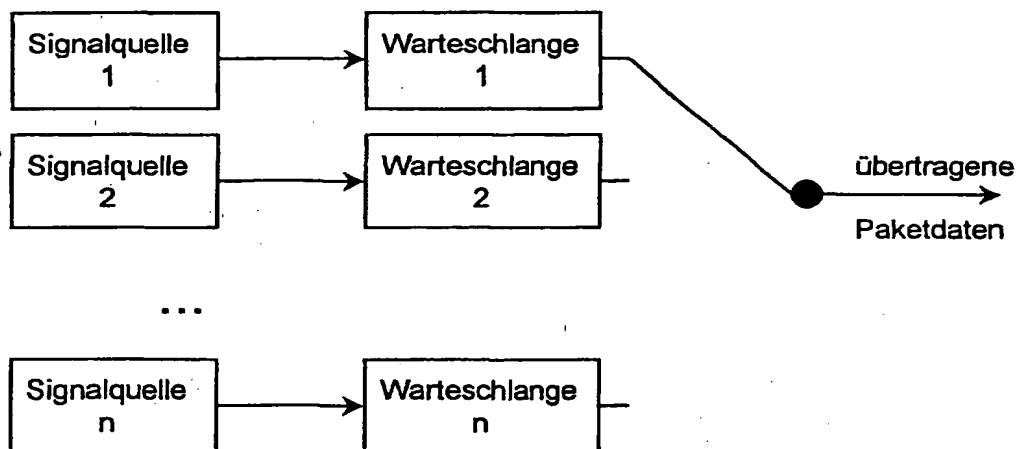 Signalquelle
1
Warteschlange
1
Signalquelle
2
Warteschlange
2
übertragene
Paketdaten
...
Signalquelle
n
Warteschlange
n